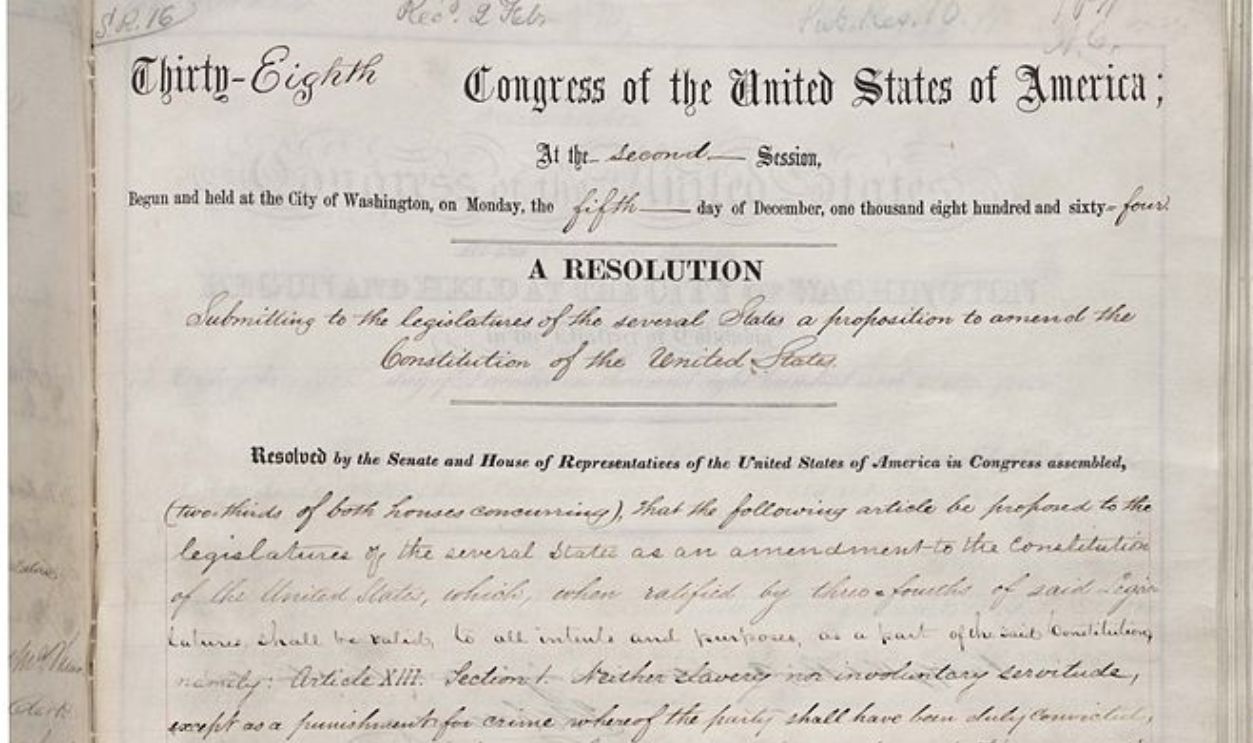 S.R. 16 Rec'd. 2 Feb. Pub. Res. 10.
Thirty-Eighth Congress of the United States of America;
At the second Session,
Begun and held at the City of Washington, on Monday, the fifth day of December, one thousand eight hundred and sixty-four.
A RESOLUTION
Submitting to the legislatures of the several States a proposition to amend the
Constitution of the United States.
Resolved by the Senate and House of Representatives of the United States of America in Congress assembled,
(two-thirds of both houses concurring), that the following article be proposed to the
legislatures of the several States as an amendment to the Constitution
of the United States, which, when ratified by three-fourths of said Legis-
latures, shall be valid, to all intents and purposes, as a part of the said Constitution,
namely: Article XIII. Section 1. Neither slavery nor involuntary servitude,
except as a punishment for crime whereof the party shall have been duly convicted,